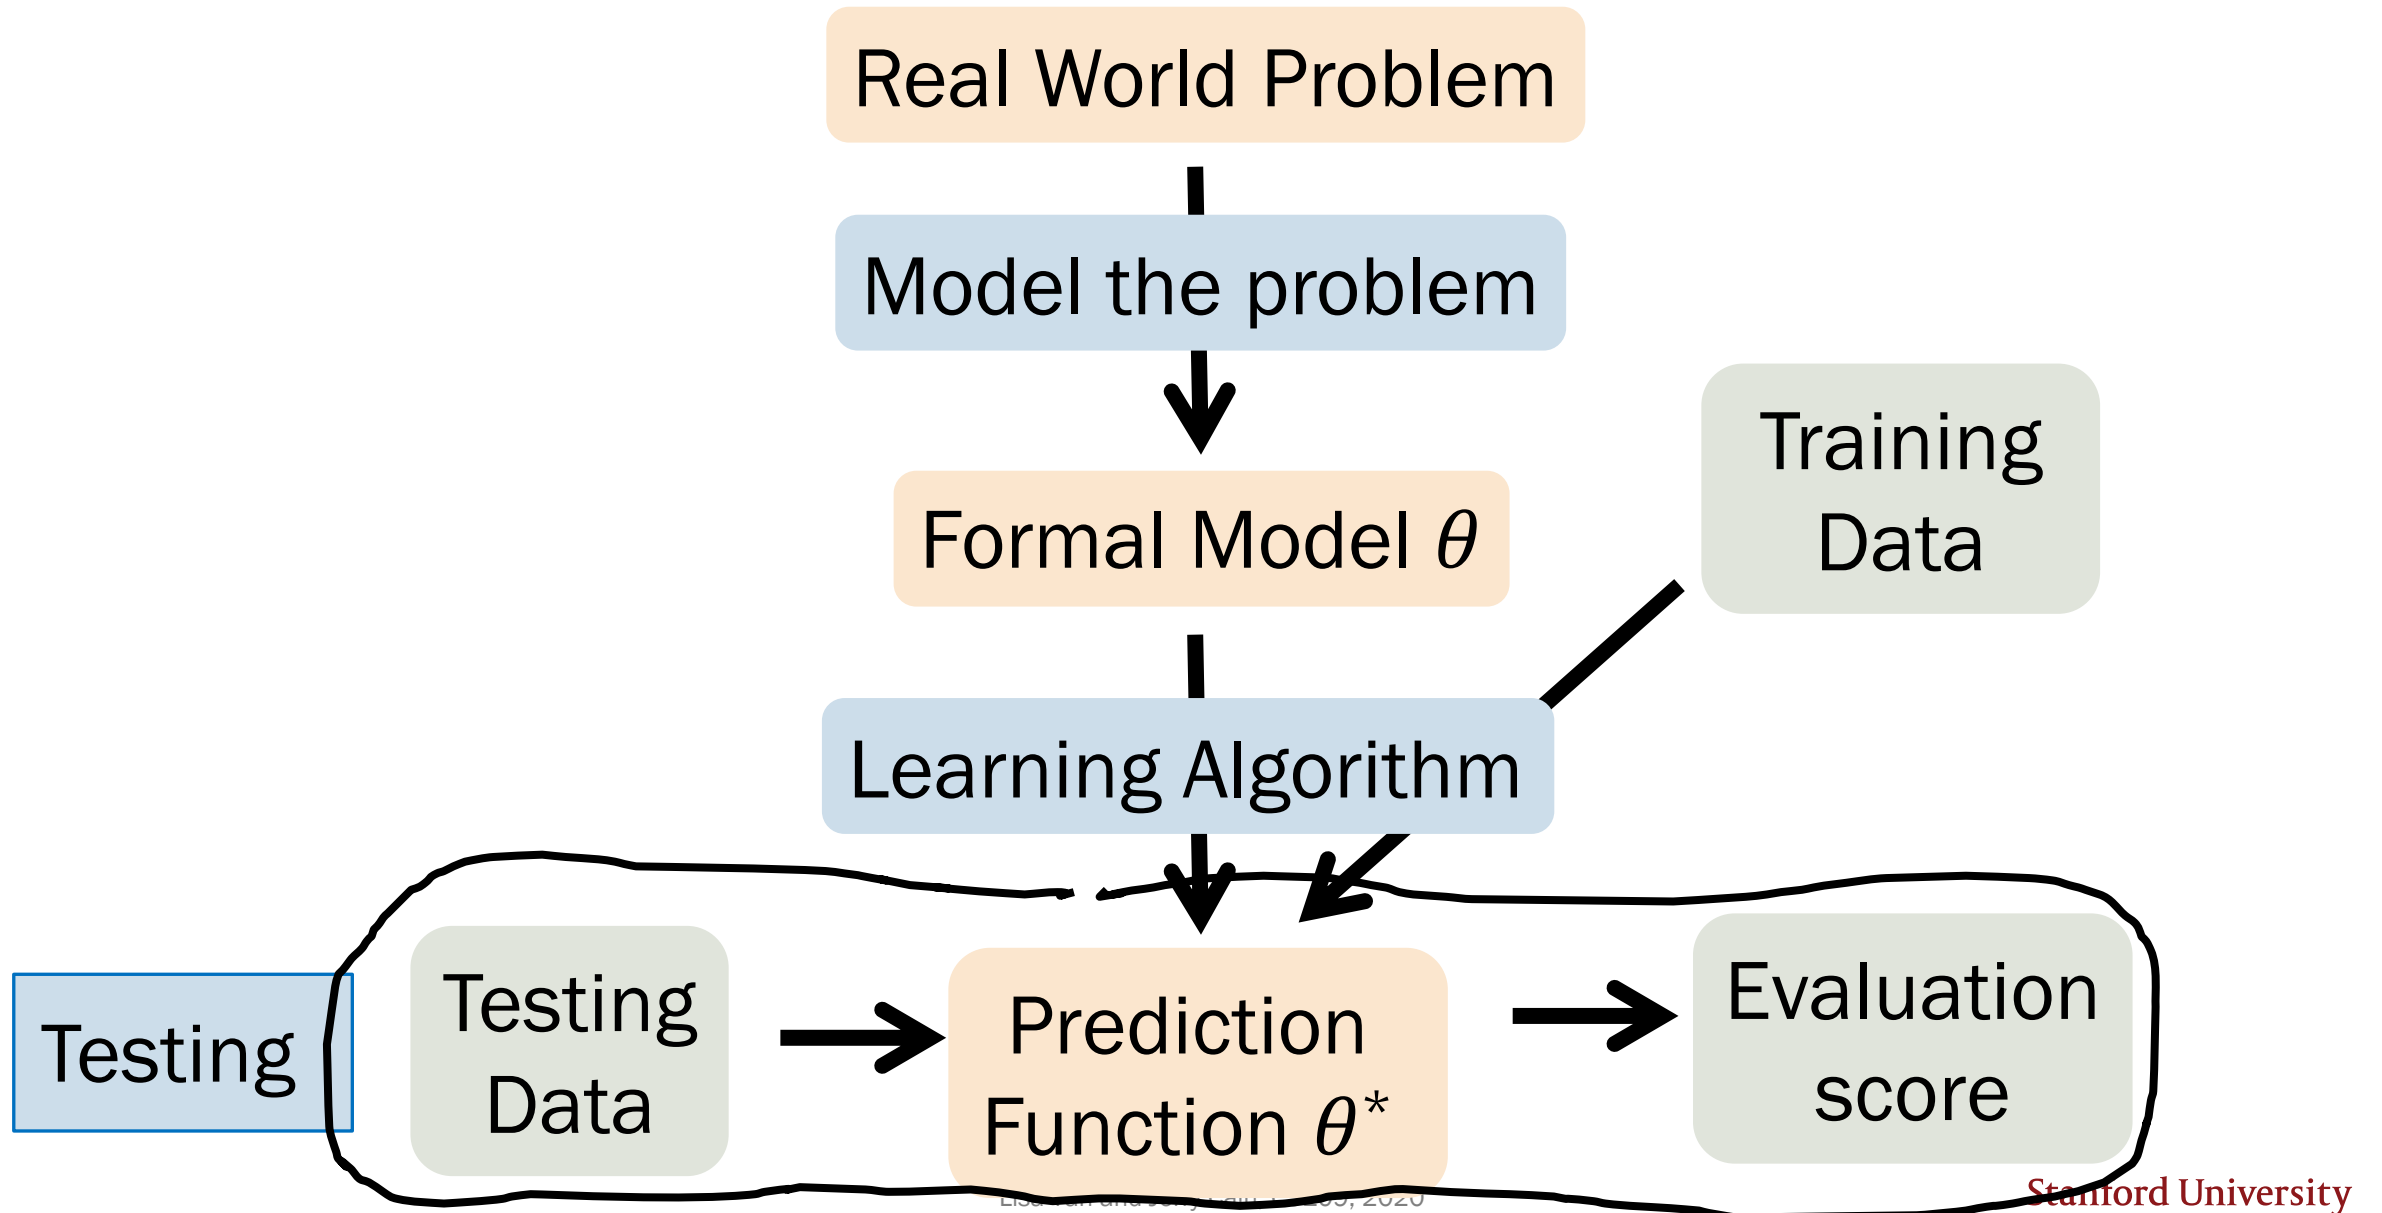 Real World Problem
Model the problem
Training
Data
Formal Model θ
Learning Algorithm
Testing
Testing
Data
Prediction
Function θ*
Evaluation
score
2020
Stanford University